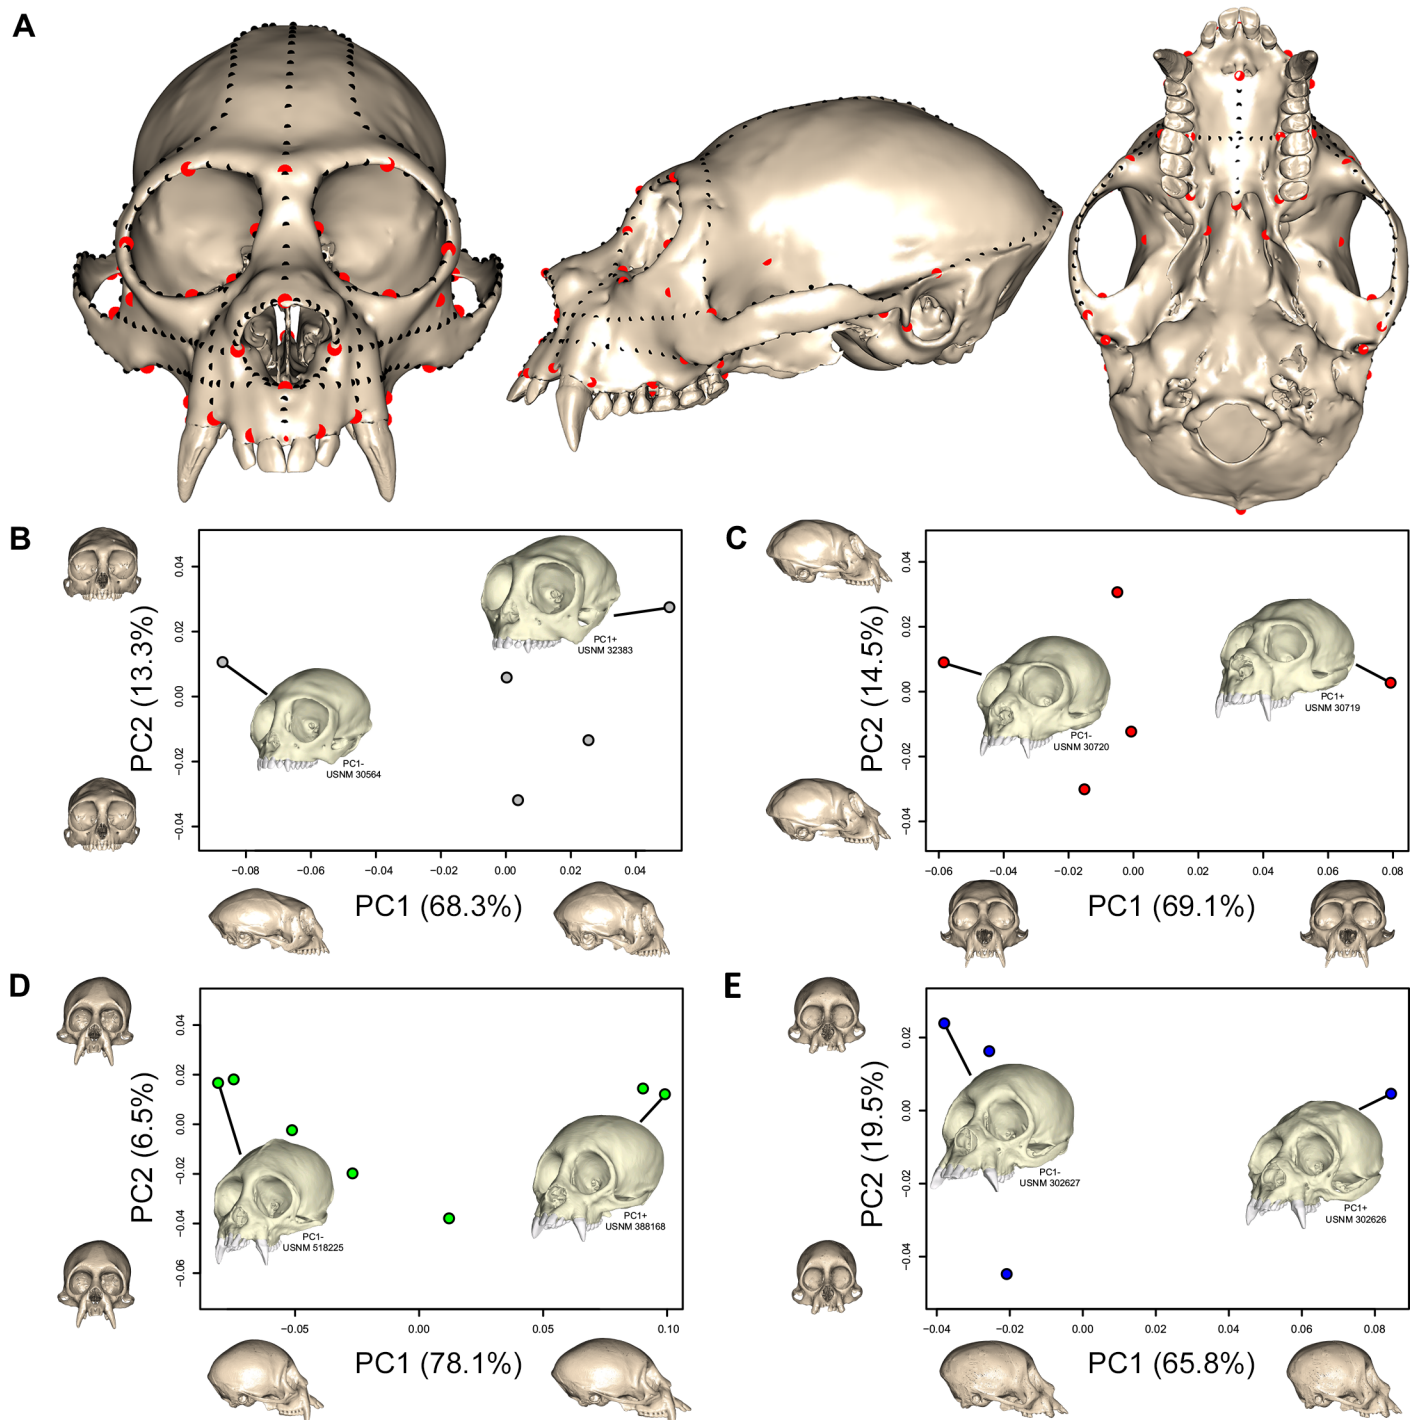 A
B
PC2 (13.3%)
0.04
0.02
0.00
−0.02
−0.04
PC1+
USNM 32383
PC1-
USNM 30564
−0.08
−0.06
−0.04
−0.02
0.00
0.02
0.04
PC1 (68.3%)
C
PC2 (14.5%)
0.04
0.02
0.00
−0.02
−0.04
PC1-
USNM 30720
PC1+
USNM 30719
−0.06
−0.04
−0.02
0.00
0.02
0.04
0.06
0.08
PC1 (69.1%)
D
PC2 (6.5%)
0.04
0.02
0.00
−0.02
−0.04
−0.06
PC1-
USNM 518225
PC1+
USNM 388168
−0.05
0.00
0.05
0.10
PC1 (78.1%)
E
PC2 (19.5%)
0.02
0.00
−0.02
−0.04
PC1-
USNM 302627
PC1+
USNM 302626
−0.04
−0.02
0.00
0.02
0.04
0.06
0.08
PC1 (65.8%)